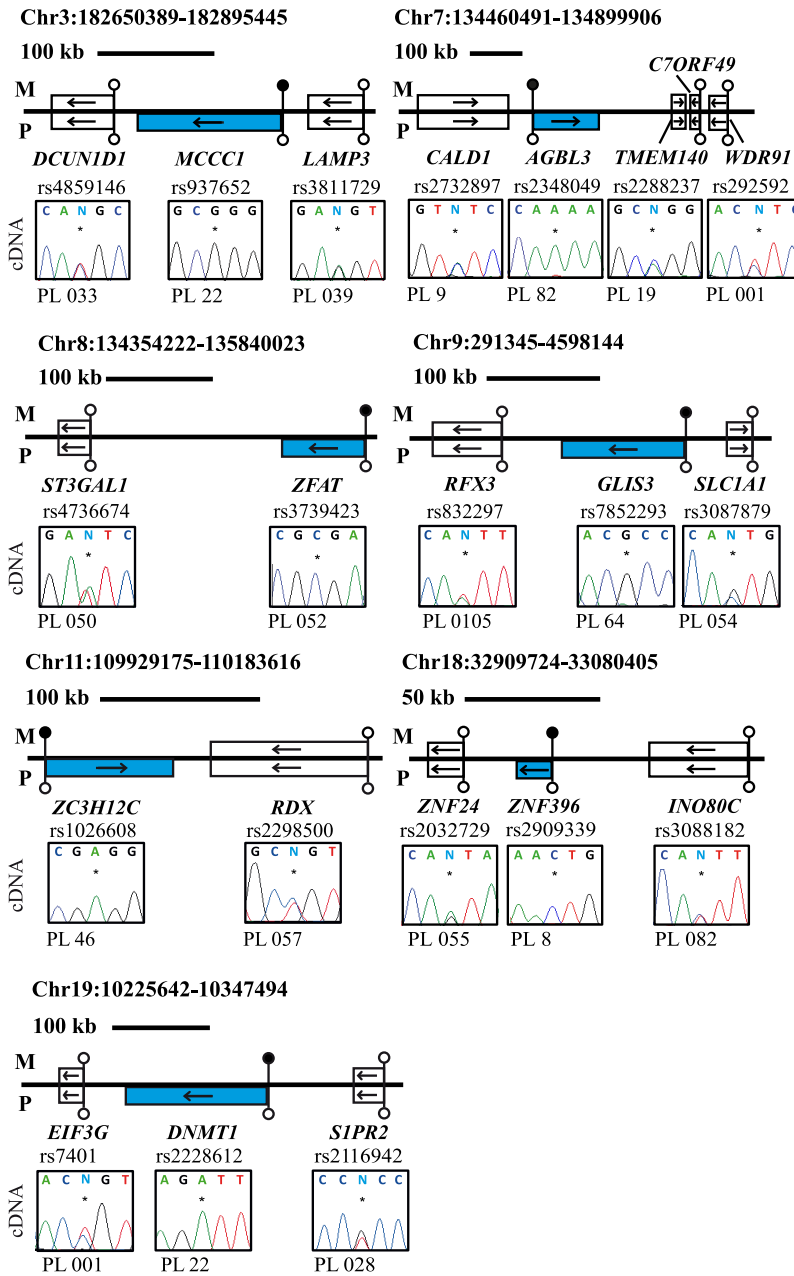 Chr3:182650389-182895445
100 kb
M
P
DCUN1D1 MCCC1 LAMP3
rs4859146 rs937652 rs3811729
cDNA
C A N G C G C G G G G A N G T
* * *
PL 033 PL 22 PL 039
Chr7:134460491-134899906
100 kb
C7ORF49
M
P
CALD1 AGBL3 TMEM140 WDR91
rs2732897 rs2348049 rs2288237 rs292592
G T N T C C A A A A G C N G G A C N T C
* * * *
PL 9 PL 82 PL 19 PL 001
Chr8:134354222-135840023
100 kb
M
P
ST3GAL1 ZFAT
rs4736674 rs3739423
cDNA
G A N T C C G C G A
* *
PL 050 PL 052
Chr9:291345-4598144
100 kb
M
P
RFX3 GLIS3 SLC1A1
rs832297 rs7852293 rs3087879
C A N T T A C G C C C A N T G
* * *
PL 0105 PL 64 PL 054
Chr11:109929175-110183616
100 kb
M
P
ZC3H12C RDX
rs1026608 rs2298500
cDNA
C G A G G G C N G T
* *
PL 46 PL 057
Chr18:32909724-33080405
50 kb
M
P
ZNF24 ZNF396 INO80C
rs2032729 rs2909339 rs3088182
C A N T A A A C T G C A N T T
* * *
PL 055 PL 8 PL 082
Chr19:10225642-10347494
100 kb
M
P
EIF3G DNMT1 S1PR2
rs7401 rs2228612 rs2116942
cDNA
A C N G T A G A T T C C N C C
* * *
PL 001 PL 22 PL 028